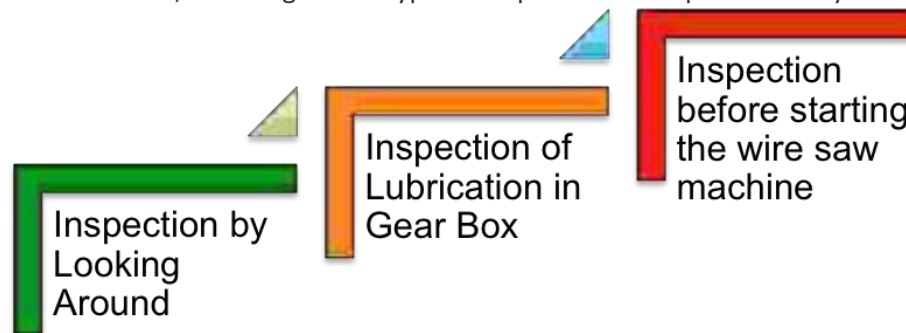 Inspection by
Looking
Around
Inspection of
Lubrication in
Gear Box
Inspection
before starting
the wire saw
machine